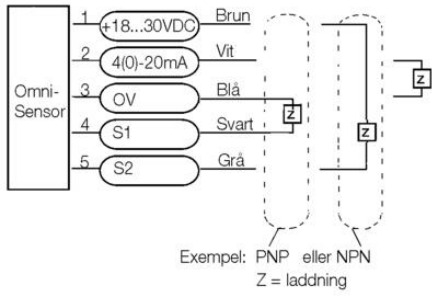 1 +18...30VDC Brun
2 4(0)-20mA Vit
Z
Omni-
Sensor
3 OV Blå
Z
4 S1 Svart
Z
5 S2 Grå
Exempel: PNP eller NPN
Z = laddning